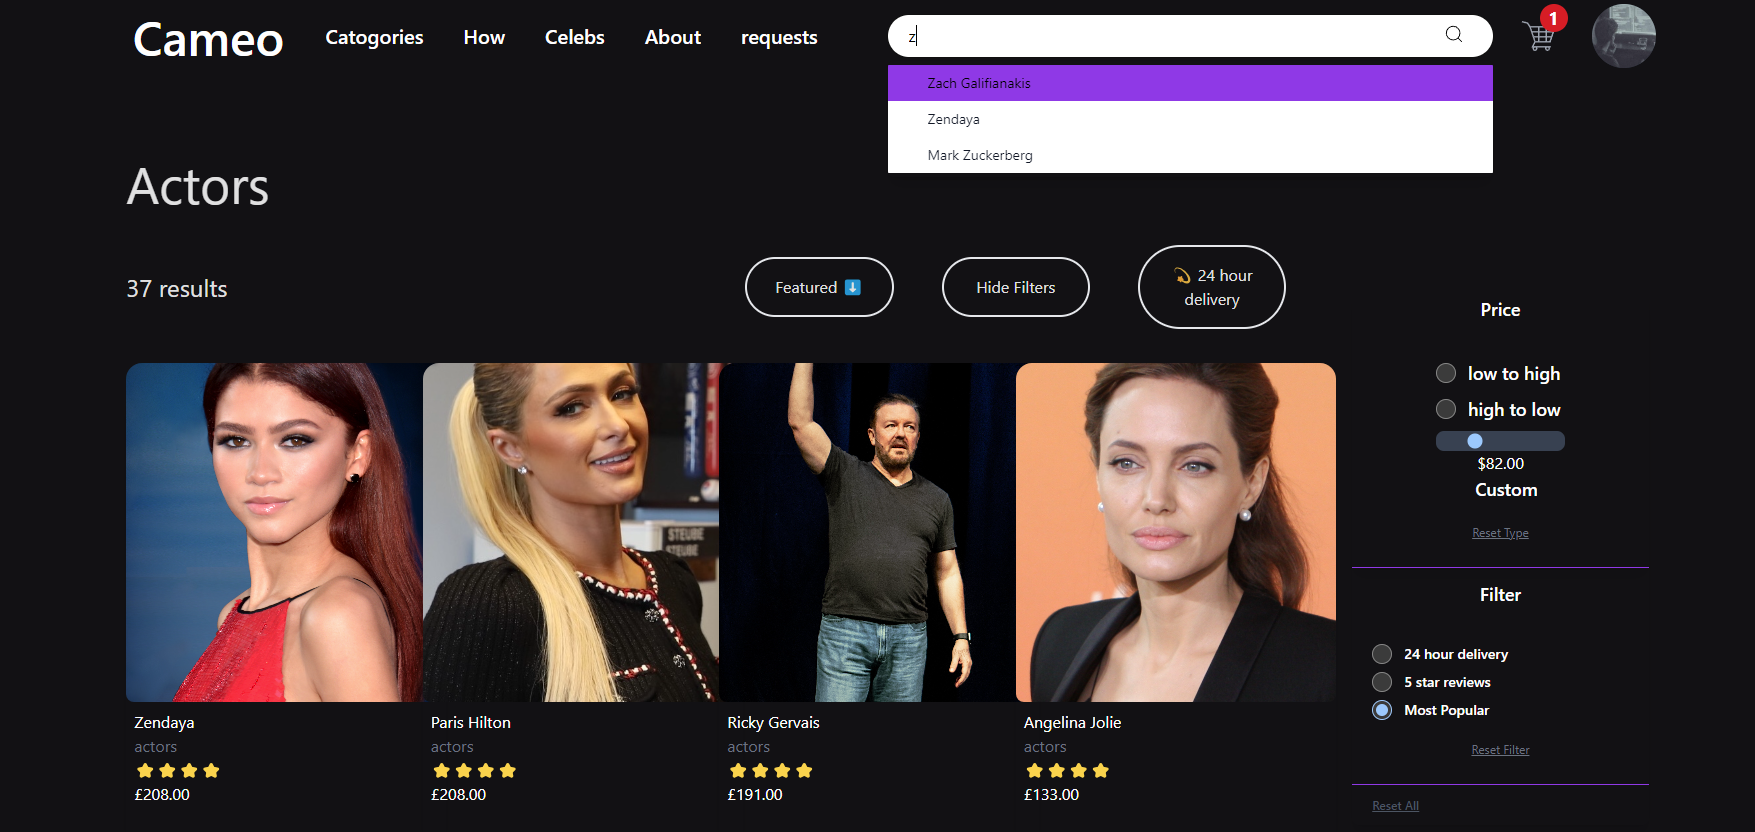 Cameo
Catogories
How
Celebs
About
requests
z
1
Zach Galifianakis
Zendaya
Mark Zuckerberg
Actors
37 results
Featured
Hide Filters
24 hour
delivery
Price
low to high
high to low
$82.00
Custom
Reset Type
Filter
24 hour delivery
5 star reviews
Most Popular
Reset Filter
Reset All
STEUBE
STEUBE
Zendaya
actors
£208.00
Paris Hilton
actors
£208.00
Ricky Gervais
actors
£191.00
Angelina Jolie
actors
£133.00